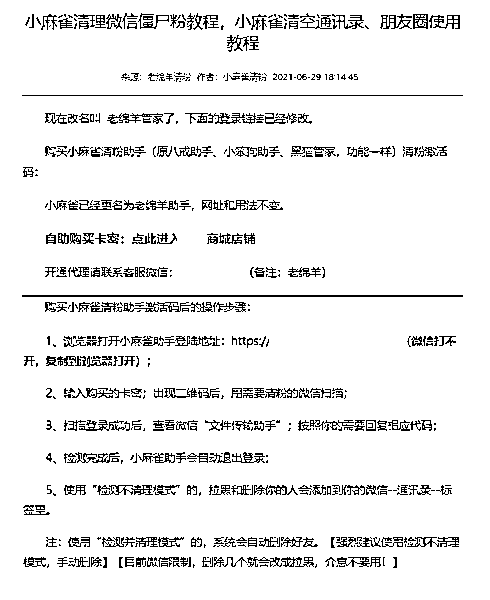 小麻雀清理微信僵尸粉教程，小麻雀清空通讯录、朋友圈使用
教程
来源：老绵羊清粉 作者：小麻雀清粉 2021-06-29 18:14:45
现在改名叫 老绵羊管家了，下面的登录链接已经修改。
购买小麻雀清粉助手（原八戒助手、小笨狗助手、黑猫管家，功能一样）清粉激活
码：
小麻雀已经更名为老绵羊助手，网址和用法不变。
自助购买卡密：点此进入 商城店铺
开通代理请联系客服微信： （备注：老绵羊）
购买小麻雀清粉助手激活码后的操作步骤：
1、浏览器打开小麻雀助手登陆地址：https:// （微信打不
开，复制到浏览器打开）；
2、输入购买的卡密；出现二维码后，用需要清粉的微信扫描；
3、扫描登录成功后，查看微信“文件传输助手”；按照你的需要回复相应代码；
4、检测完成后，小麻雀助手会自动退出登录；
5、使用“检测不清理模式”的，拉黑和删除你的人会添加到你的微信--通讯录--标
签里。
注：使用“检测并清理模式”的，系统会自动删除好友。【强烈建议使用检测不清理
模式，手动删除】【目前微信限制，删除几个就会改成拉黑，介意不要用！】